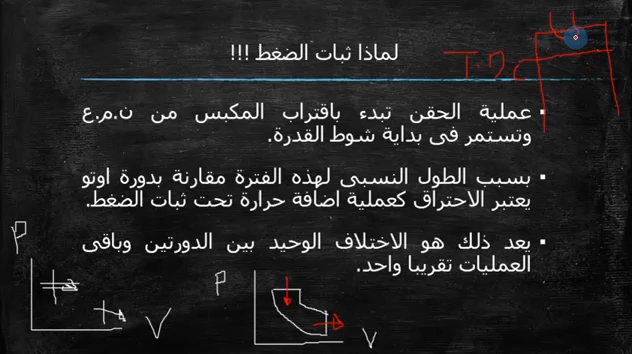 لماذا ثبات الضغط !!!
T.DC
▪ عملية الحقن تبدء باقتراب المكبس من ن.م.ع
وتستمر فى بداية شوط القدرة.
▪ بسبب الطول النسبى لهذه الفترة مقارنة بدورة اوتو
يعتبر الاحتراق كعملية اضافة حرارة تحت ثبات الضغط.
▪ يعد ذلك هو الاختلاف الوحيد بين الدورتين وباقى
العمليات تقريبا واحد.
P
V
P
V